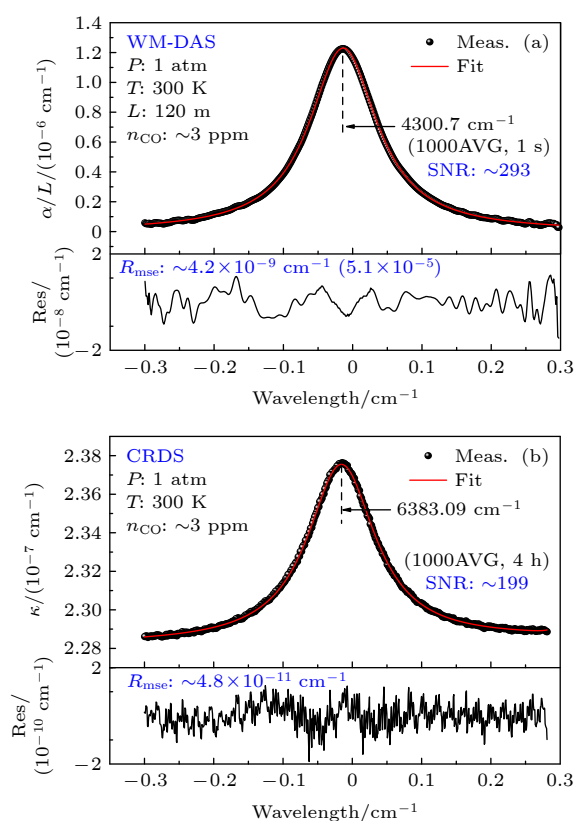 WM-DAS
P: 1 atm
T: 300 K
L: 120 m
nCO: ~3 ppm
Meas. (a)
Fit
4300.7 cm⁻¹
(1000AVG, 1 s)
SNR: ~293
α/L/(10⁻⁶ cm⁻¹)
1.4
1.2
1.0
0.8
0.6
0.4
0.2
0
Rmse: ~4.2×10⁻⁹ cm⁻¹ (5.1×10⁻⁵)
Res/
(10⁻⁸ cm⁻¹)
2
−2
−0.3 −0.2 −0.1 0 0.1 0.2 0.3
Wavelength/cm⁻¹
CRDS
P: 1 atm
T: 300 K
nCO: ~3 ppm
Meas. (b)
Fit
6383.09 cm⁻¹
(1000AVG, 4 h)
SNR: ~199
κ/(10⁻⁷ cm⁻¹)
2.38
2.36
2.34
2.32
2.30
2.28
Rmse: ~4.8×10⁻¹¹ cm⁻¹
Res/
(10⁻¹⁰ cm⁻¹)
2
−2
−0.3 −0.2 −0.1 0 0.1 0.2 0.3
Wavelength/cm⁻¹